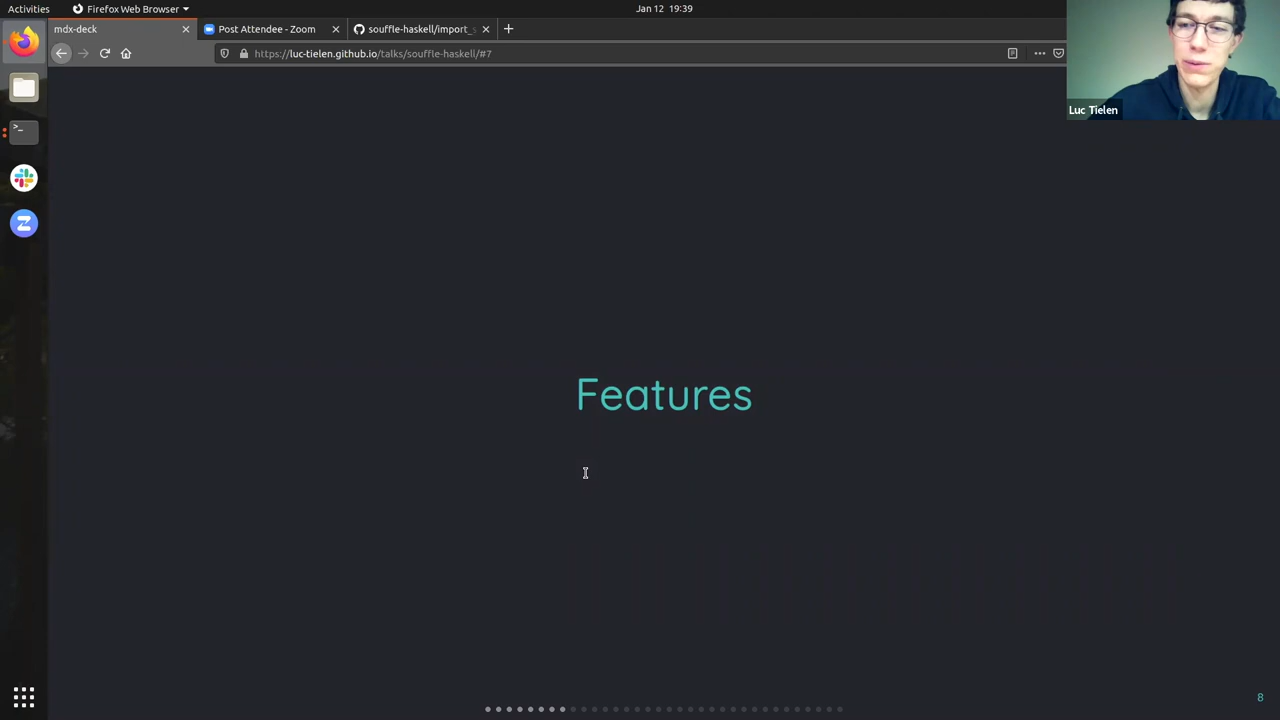 Activities
Firefox Web Browser
Jan 12 19:39
mdx-deck
Post Attendee - Zoom
souffle-haskell/import_s
https://luc-tielen.github.io/talks/souffle-haskell/#7
Luc Tielen
Features
8